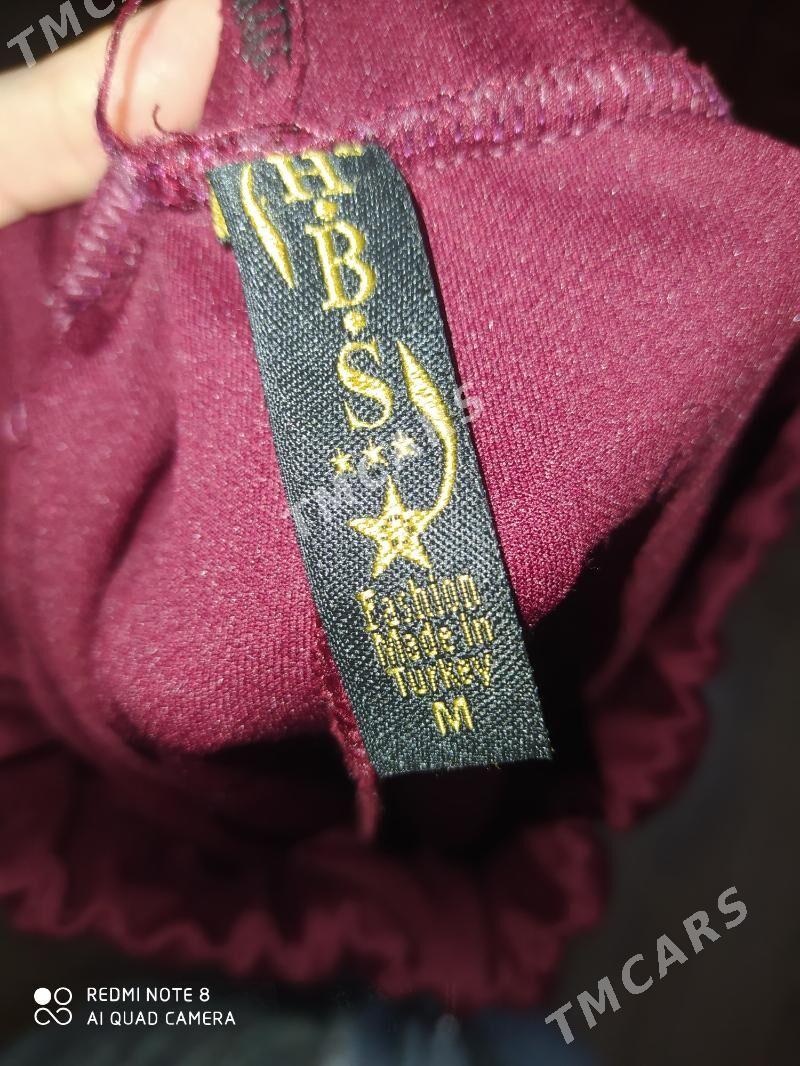 TMCARS
H.B.S
TMCARS
Fashion
Made In
Turkey
M
TMCARS
REDMI NOTE 8
AI QUAD CAMERA